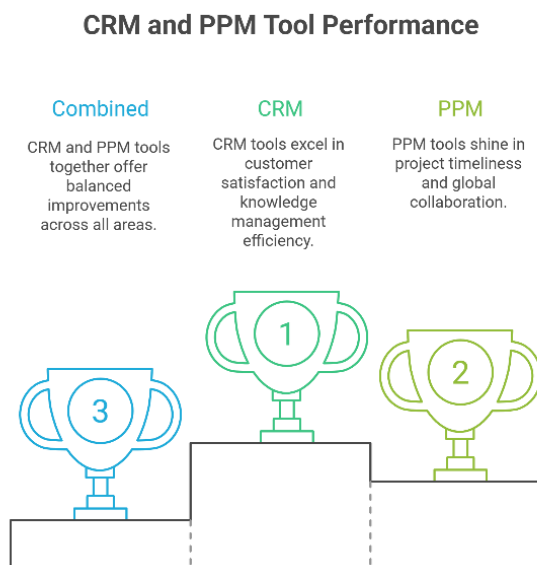 CRM and PPM Tool Performance
Combined
CRM and PPM tools
together offer
balanced
improvements
across all areas.
CRM
CRM tools excel in
customer
satisfaction and
knowledge
management
efficiency.
PPM
PPM tools shine in
project timeliness
and global
collaboration.
3
1
2